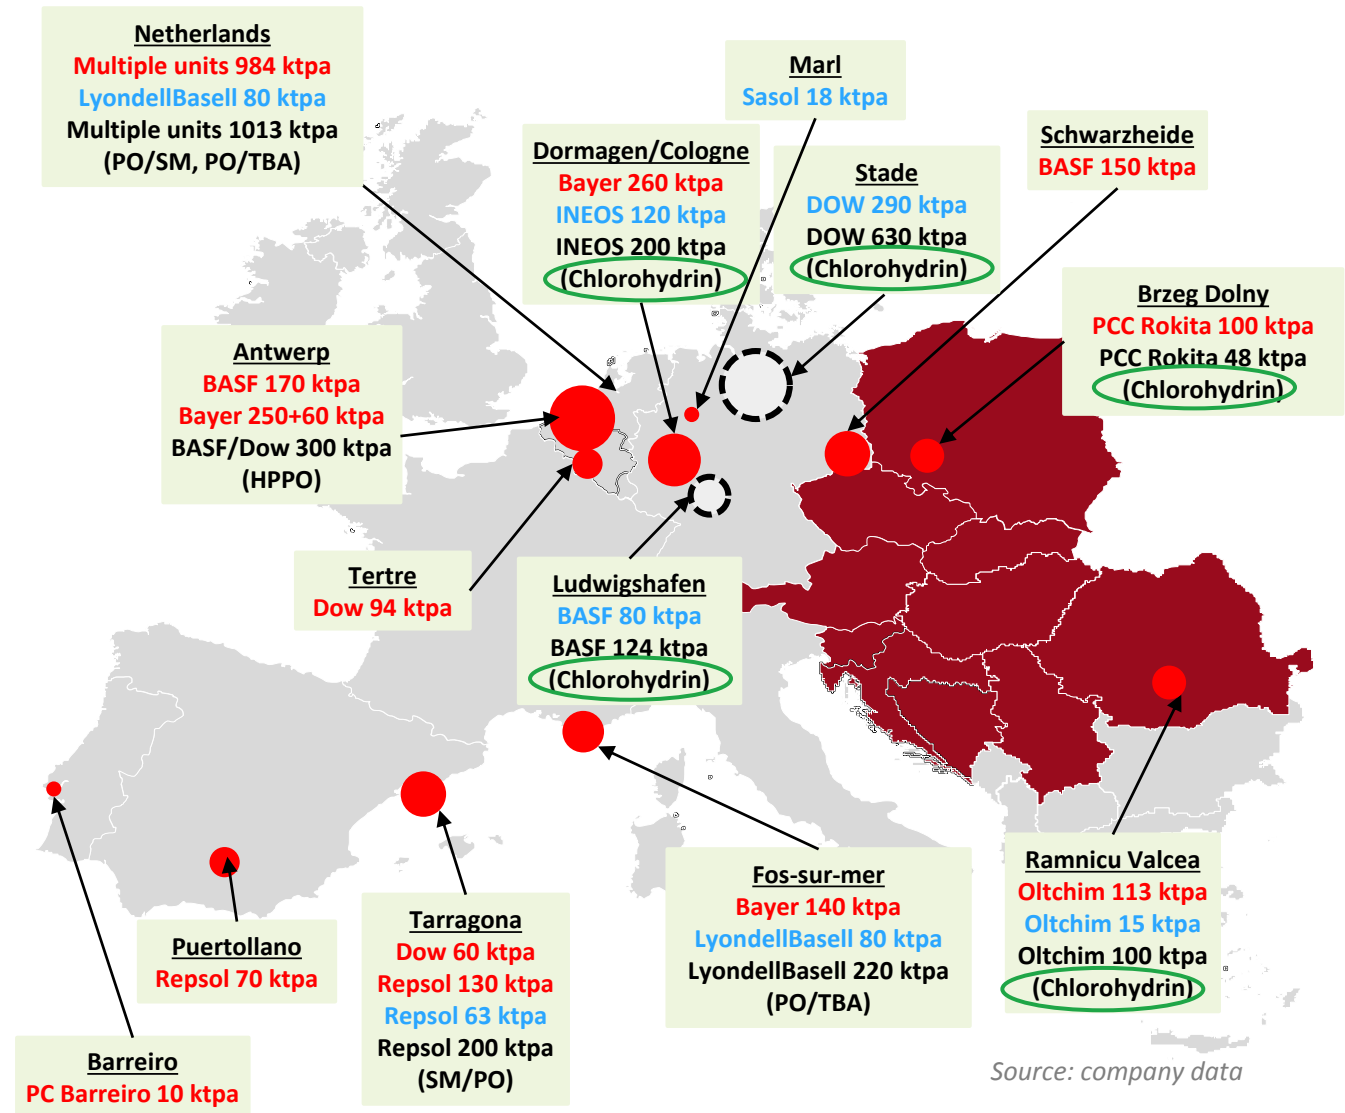 Netherlands
Multiple units 984 ktpa
LyondellBasell 80 ktpa
Multiple units 1013 ktpa
(PO/SM, PO/TBA)
Marl
Sasol 18 ktpa
Dormagen/Cologne
Bayer 260 ktpa
INEOS 120 ktpa
INEOS 200 ktpa
(Chlorohydrin)
Stade
DOW 290 ktpa
DOW 630 ktpa
(Chlorohydrin)
Schwarzheide
BASF 150 ktpa
Brzeg Dolny
PCC Rokita 100 ktpa
PCC Rokita 48 ktpa
(Chlorohydrin)
Antwerp
BASF 170 ktpa
Bayer 250+60 ktpa
BASF/Dow 300 ktpa
(HPPO)
Tertre
Dow 94 ktpa
Ludwigshafen
BASF 80 ktpa
BASF 124 ktpa
(Chlorohydrin)
Fos-sur-mer
Bayer 140 ktpa
LyondellBasell 80 ktpa
LyondellBasell 220 ktpa
(PO/TBA)
Ramnicu Valcea
Oltchim 113 ktpa
Oltchim 15 ktpa
Oltchim 100 ktpa
(Chlorohydrin)
Puertollano
Repsol 70 ktpa
Tarragona
Dow 60 ktpa
Repsol 130 ktpa
Repsol 63 ktpa
Repsol 200 ktpa
(SM/PO)
Barreiro
PC Barreiro 10 ktpa
Source: company data